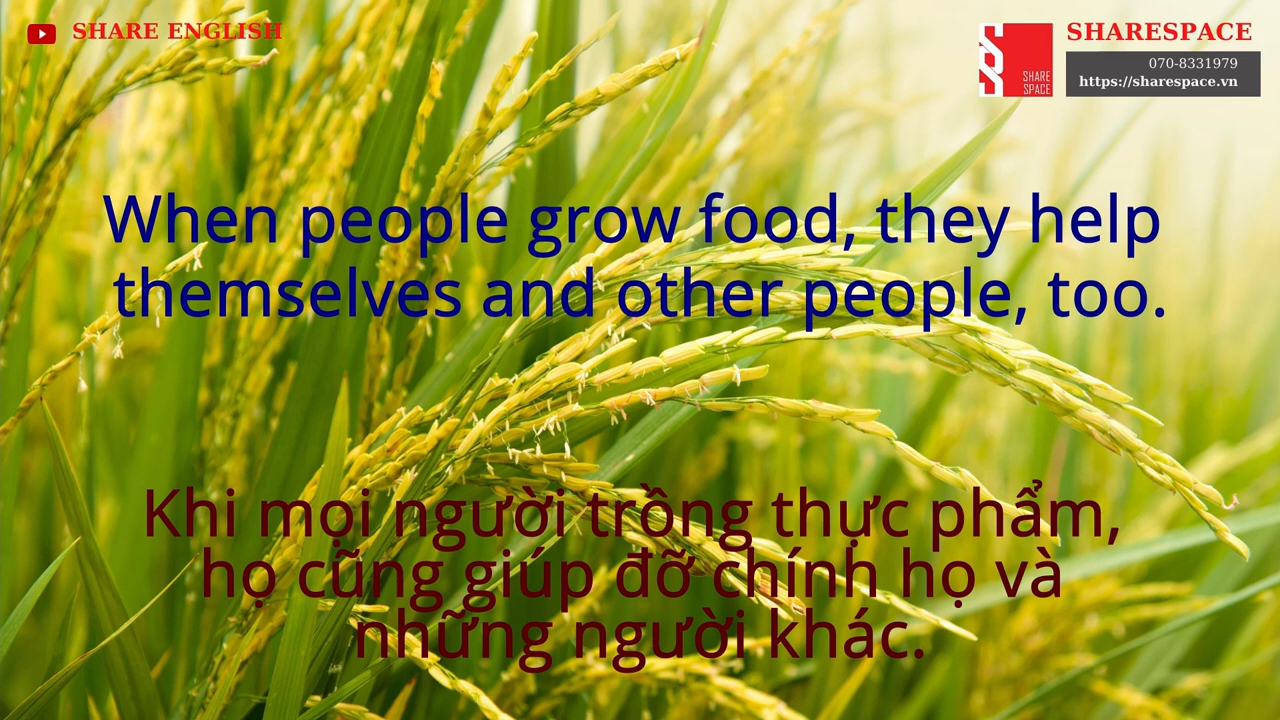 SHARE ENGLISH
SHARESPACE
070-8331979
https://sharespace.vn
SHARE
SPACE
When people grow food, they help
themselves and other people, too.
Khi mọi người trồng thực phẩm,
họ cũng giúp đỡ chính họ và
những người khác.